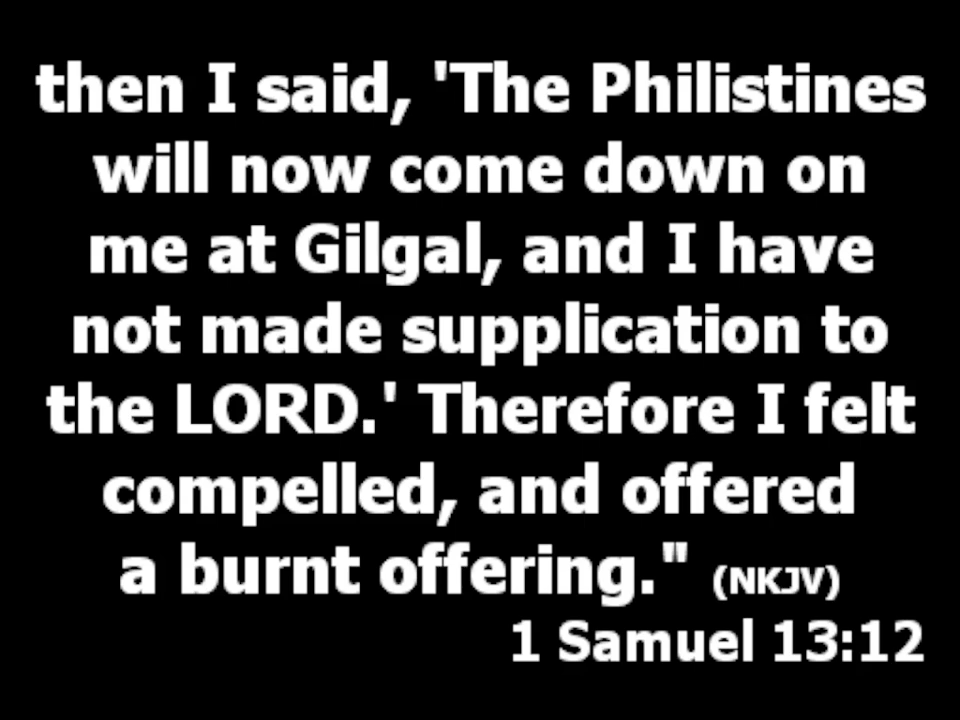 then I said, 'The Philistines
will now come down on
me at Gilgal, and I have
not made supplication to
the LORD.' Therefore I felt
compelled, and offered
a burnt offering." (NKJV)
1 Samuel 13:12